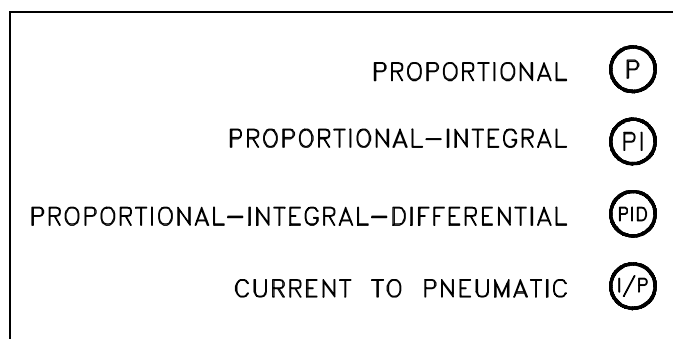 PROPORTIONAL P
PROPORTIONAL-INTEGRAL PI
PROPORTIONAL-INTEGRAL-DIFFERENTIAL PID
CURRENT TO PNEUMATIC I/P